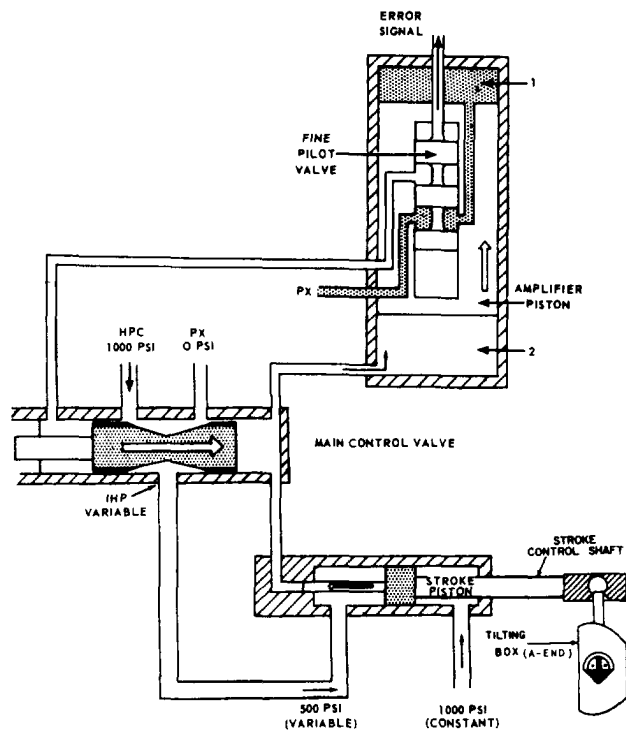 ERROR
SIGNAL
1
FINE
PILOT
VALVE
PX
AMPLIFIER
PISTON
HPC
1000 PSI
PX
0 PSI
2
MAIN CONTROL VALVE
IHP
VARIABLE
STROKE
CONTROL SHAFT
STROKE
PISTON
TILTING
BOX (A-END)
500 PSI
(VARIABLE)
1000 PSI
(CONSTANT)